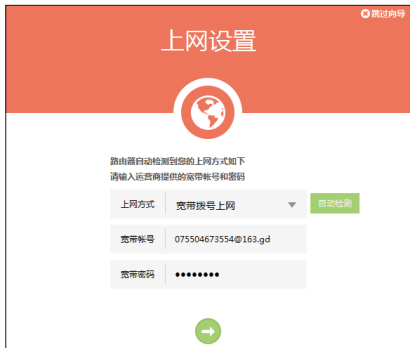 跳过向导
上网设置
路由器自动检测到您的上网方式如下
请输入运营商提供的宽带帐号和密码
上网方式 宽带拨号上网 自动检测
宽带帐号 075504673554@163.gd
宽带密码 ••••••••